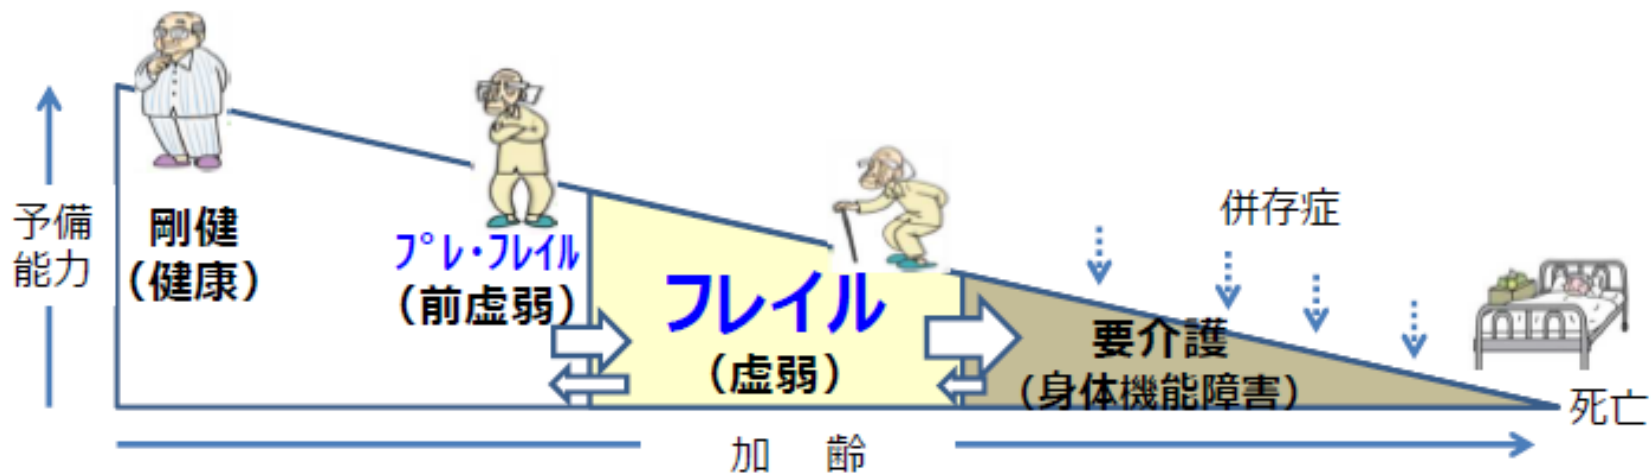 予備
能力
剛健
（健康）
ﾌﾟﾚ・ﾌﾚｲﾙ
（前虚弱）
フレイル
（虚弱）
併存症
要介護
（身体機能障害）
死亡
加　齢